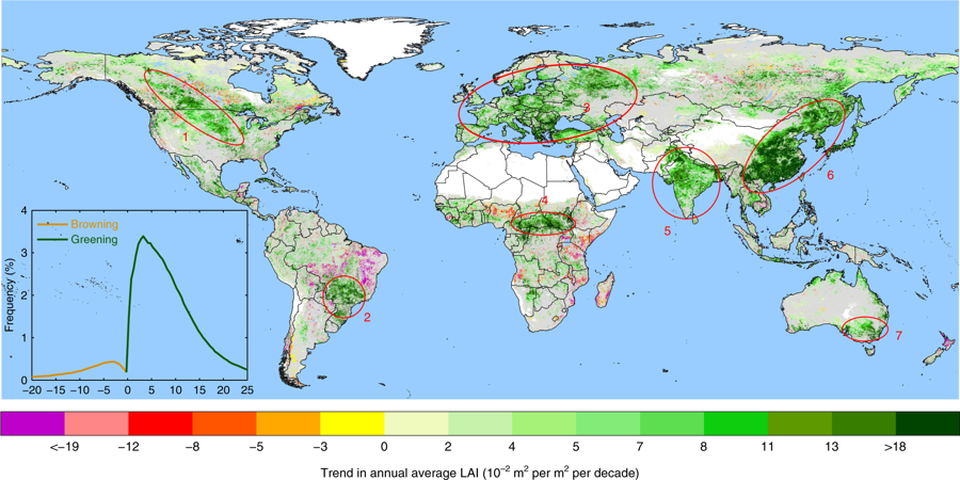 1
2
3
4
5
6
7
Browning
Greening
Frequency (%)
4
3
2
1
0
−20 −15 −10 −5 0 5 10 15 20 25
<−19 −12 −8 −5 −3 0 2 4 5 7 8 11 13 >18
Trend in annual average LAI (10⁻² m² per m² per decade)